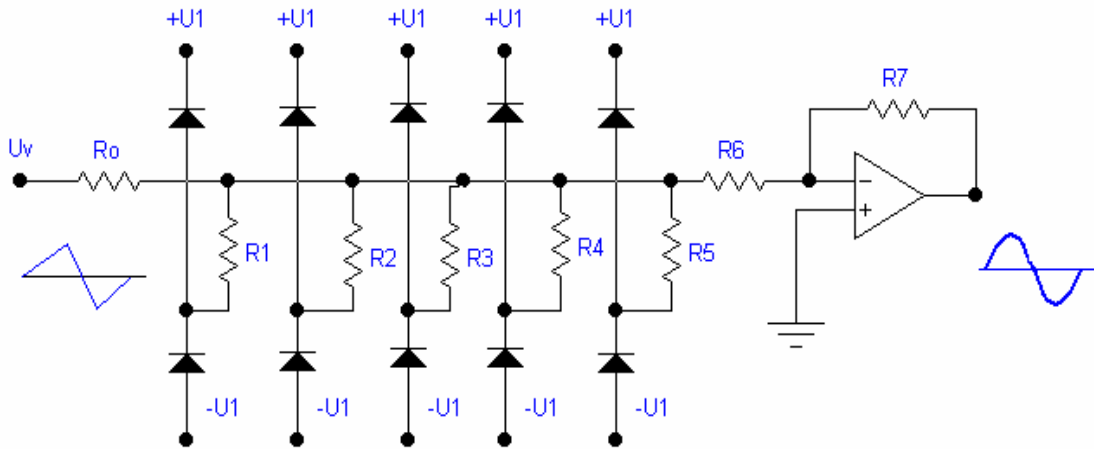 +U1 +U1 +U1 +U1 +U1
R7
Uv Ro R6
R1 R2 R3 R4 R5
-U1 -U1 -U1 -U1 -U1